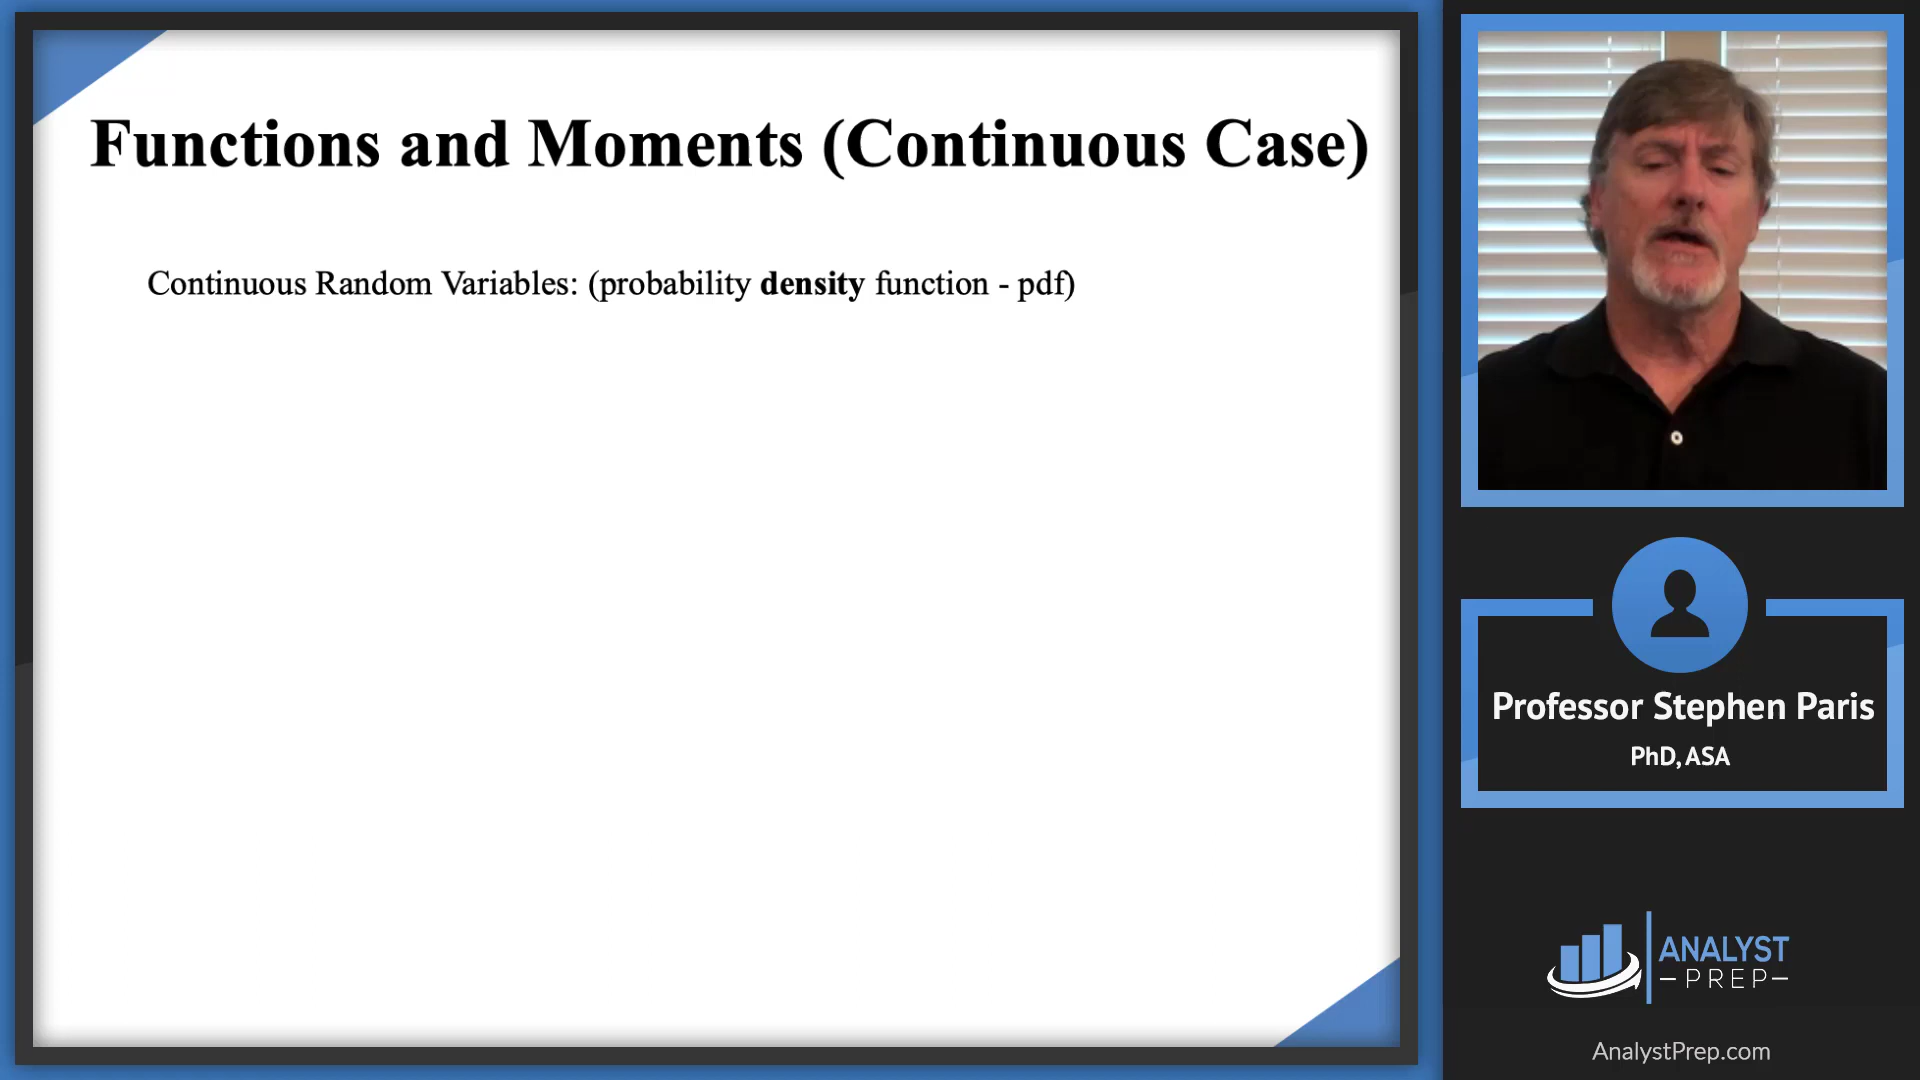 Functions and Moments (Continuous Case)
Continuous Random Variables: (probability density function - pdf)
Professor Stephen Paris
PhD, ASA
ANALYST
PREP
AnalystPrep.com